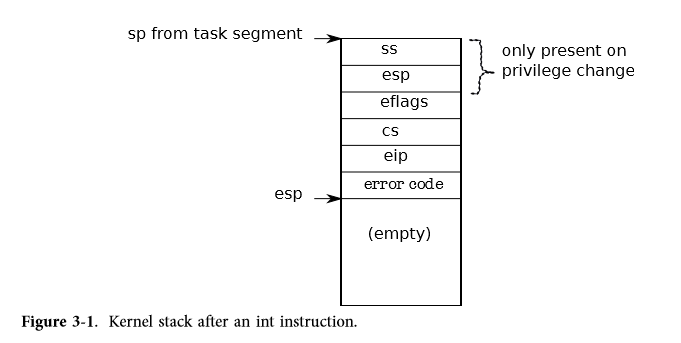 sp from task segment
ss
only present on
privilege change
esp
eflags
cs
eip
error code
esp
(empty)
Figure 3-1. Kernel stack after an int instruction.